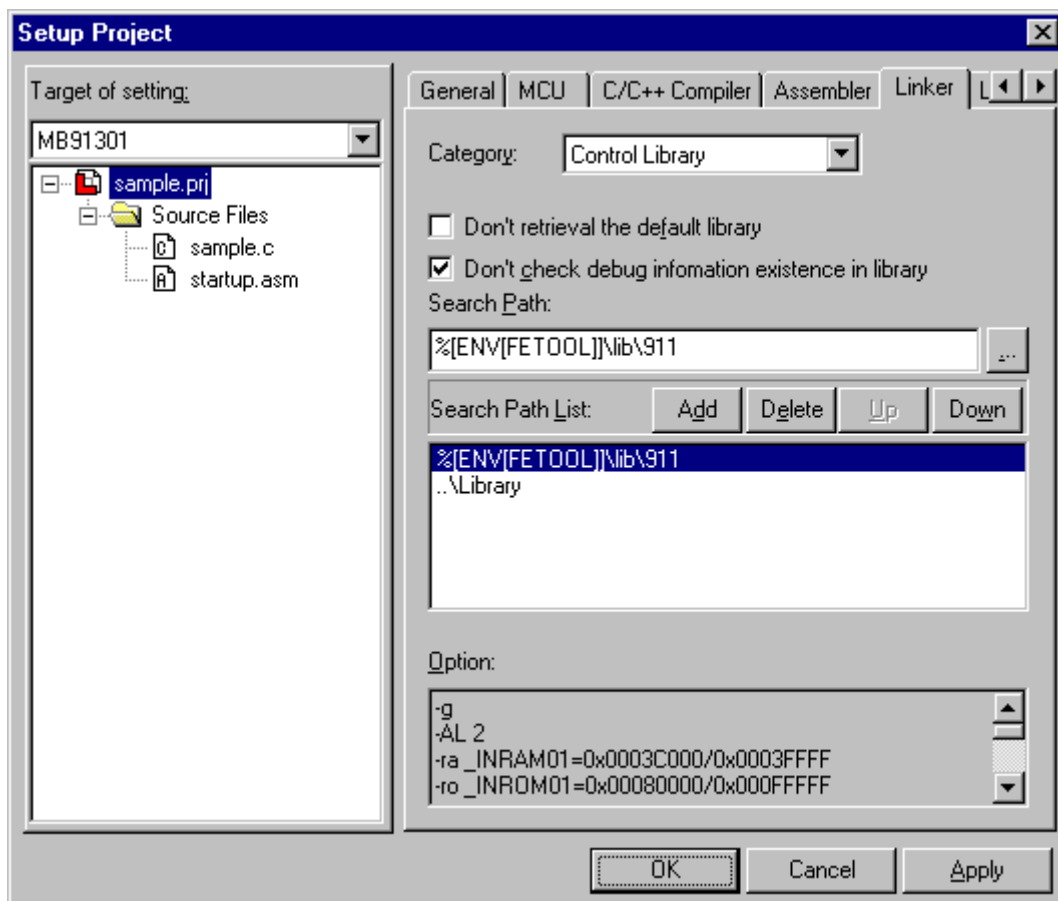 Setup Project
Target of setting:
MB91301
sample.prj
Source Files
sample.c
startup.asm
General MCU C/C++ Compiler Assembler Linker L
Category: Control Library
Don't retrieval the default library
Don't check debug infomation existence in library
Search Path:
%[ENV[FETOOL]]\lib\911
...
Search Path List: Add Delete Up Down
%[ENV[FETOOL]]\lib\911
..\Library
Option:
-g
-AL 2
-ra _INRAM01=0x0003C000/0x0003FFFF
-ro _INROM01=0x00080000/0x000FFFFF
OK Cancel Apply